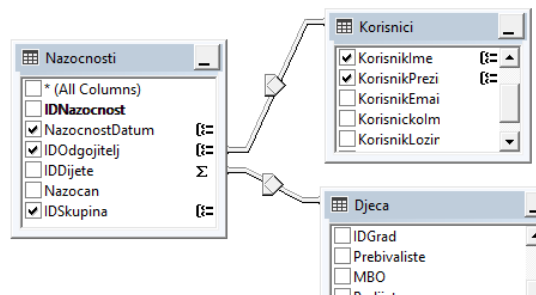 Nazocnosti
* (All Columns)
IDNazocnost
NazocnostDatum
IDOdgojitelj
IDDijete Σ
Nazocan
IDSkupina
Korisnici
KorisnikIme
KorisnikPrezi
KorisnikEmai
KorisnickoIm
KorisnikLozir
Djeca
IDGrad
Prebivaliste
MBO